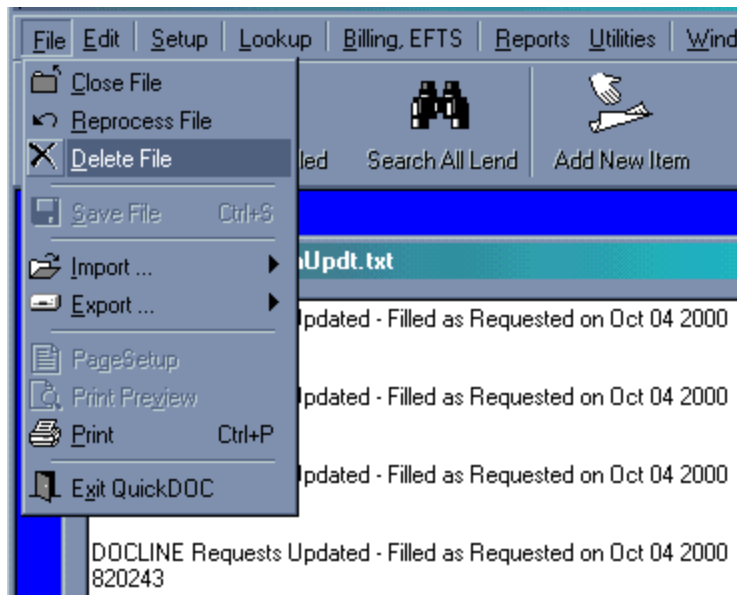 File Edit Setup Lookup Billing, EFTS Reports Utilities Wind
Close File
Reprocess File
Delete File
led Search All Lend Add New Item
Save File Ctrl+S
Import ...
Updt.txt
Export ...
pdated - Filled as Requested on Oct 04 2000
PageSetup
Print Preview
pdated - Filled as Requested on Oct 04 2000
Print Ctrl+P
pdated - Filled as Requested on Oct 04 2000
Exit QuickDOC
DOCLINE Requests Updated - Filled as Requested on Oct 04 2000
820243